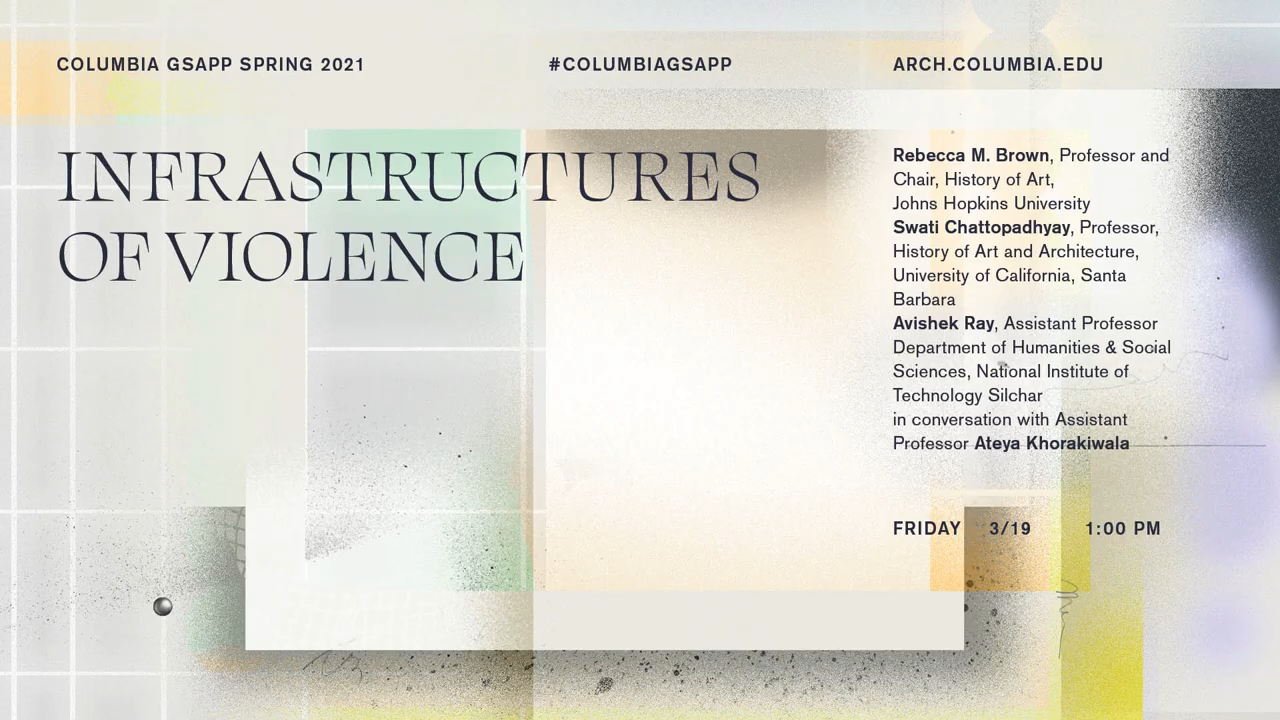 COLUMBIA GSAPP SPRING 2021
#COLUMBIAGSAPP
ARCH.COLUMBIA.EDU
INFRASTRUCTURES
OF VIOLENCE
Rebecca M. Brown, Professor and
Chair, History of Art,
Johns Hopkins University
Swati Chattopadhyay, Professor,
History of Art and Architecture,
University of California, Santa
Barbara
Avishek Ray, Assistant Professor
Department of Humanities & Social
Sciences, National Institute of
Technology Silchar
in conversation with Assistant
Professor Ateya Khorakiwala
FRIDAY 3/19 1:00 PM